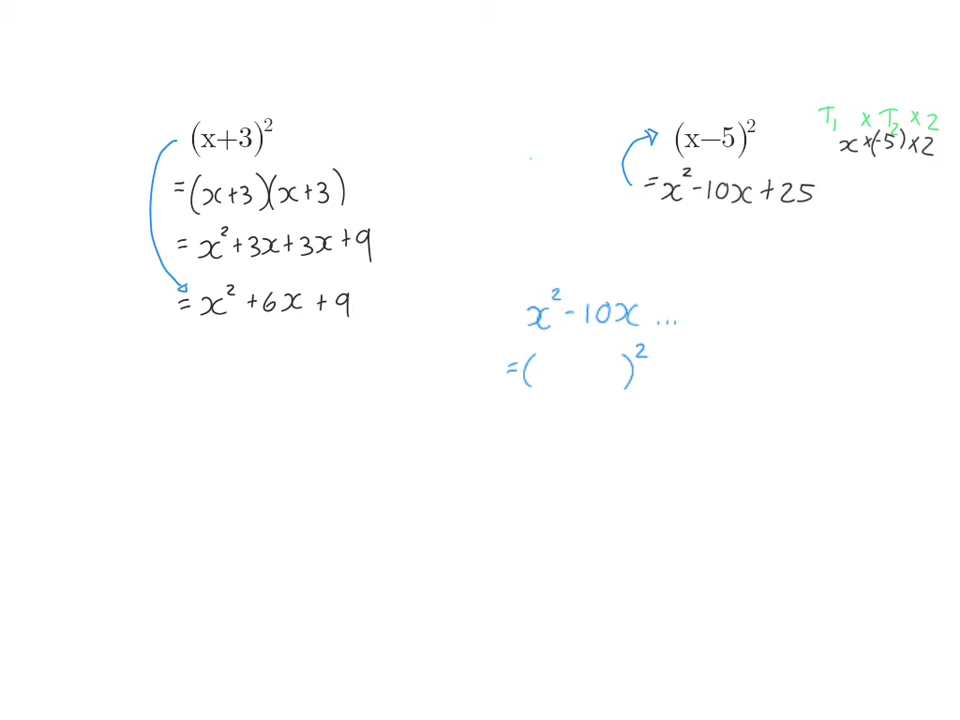 (x+3)²
= (x+3)(x+3)
= x² + 3x + 3x + 9
= x² + 6x + 9
(x−5)²
= x² - 10x + 25
T₁ × T₂ × 2
x × (-5) × 2
x² - 10x ...
= ( )²